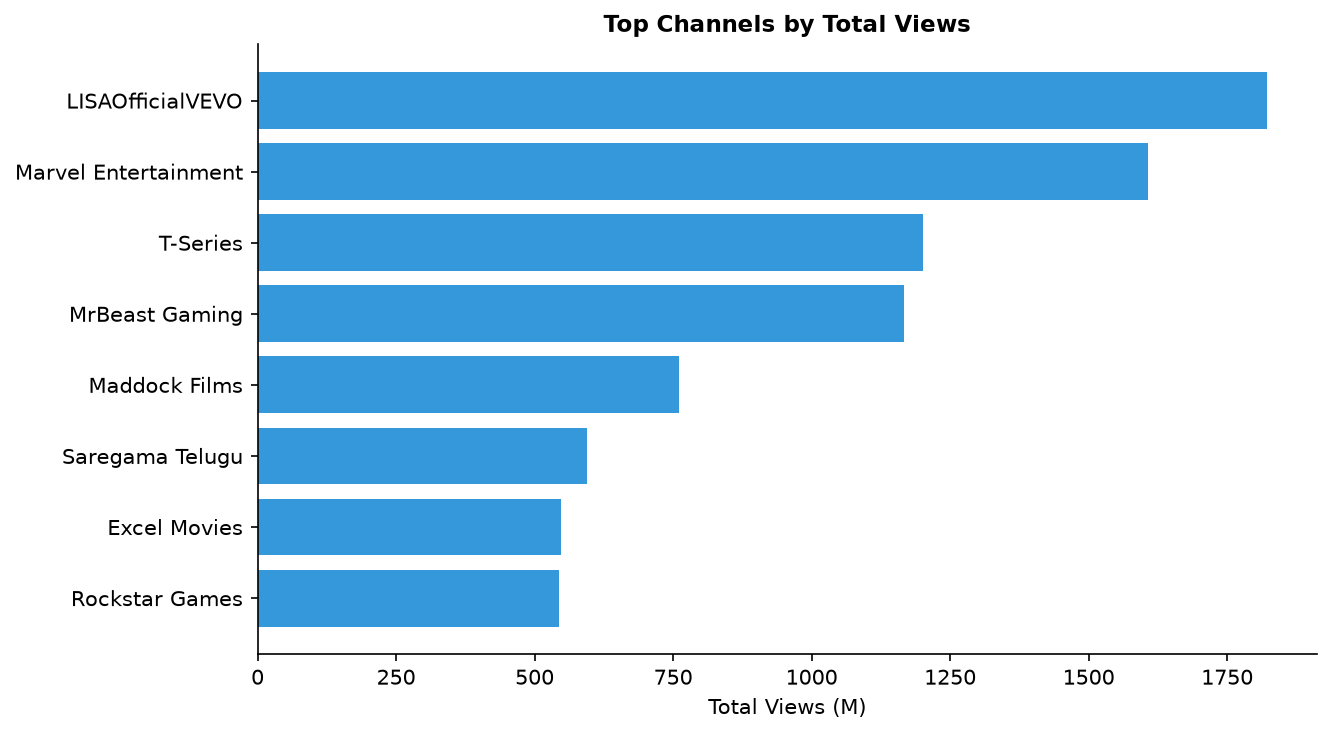 Top Channels by Total Views
LISAOfficialVEVO
Marvel Entertainment
T-Series
MrBeast Gaming
Maddock Films
Saregama Telugu
Excel Movies
Rockstar Games
0 250 500 750 1000 1250 1500 1750
Total Views (M)